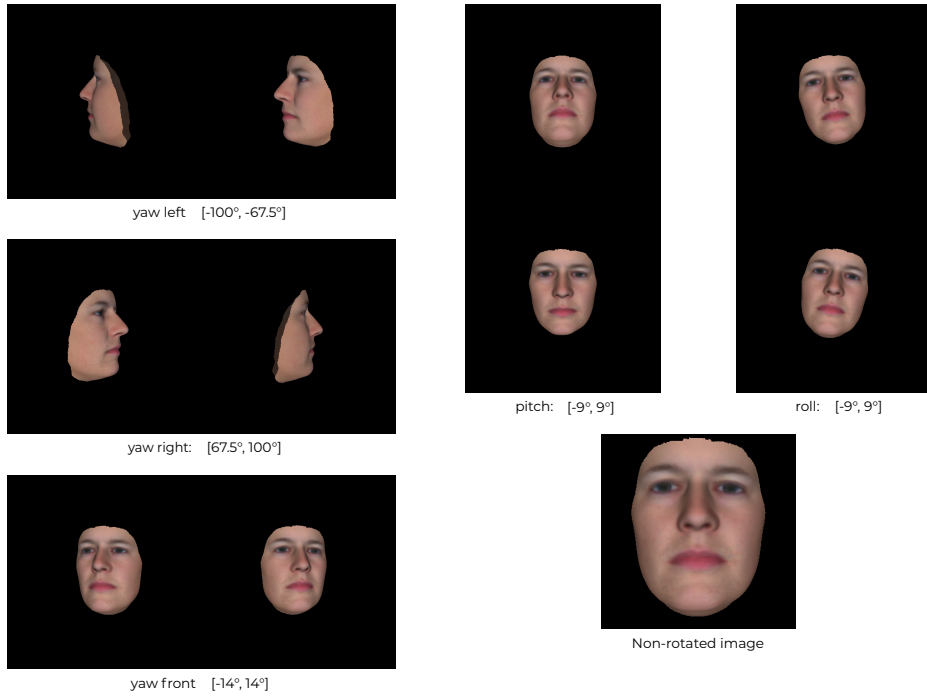 yaw left [-100°, -67.5°]
yaw right: [67.5°, 100°]
yaw front [-14°, 14°]
pitch: [-9°, 9°]
roll: [-9°, 9°]
Non-rotated image